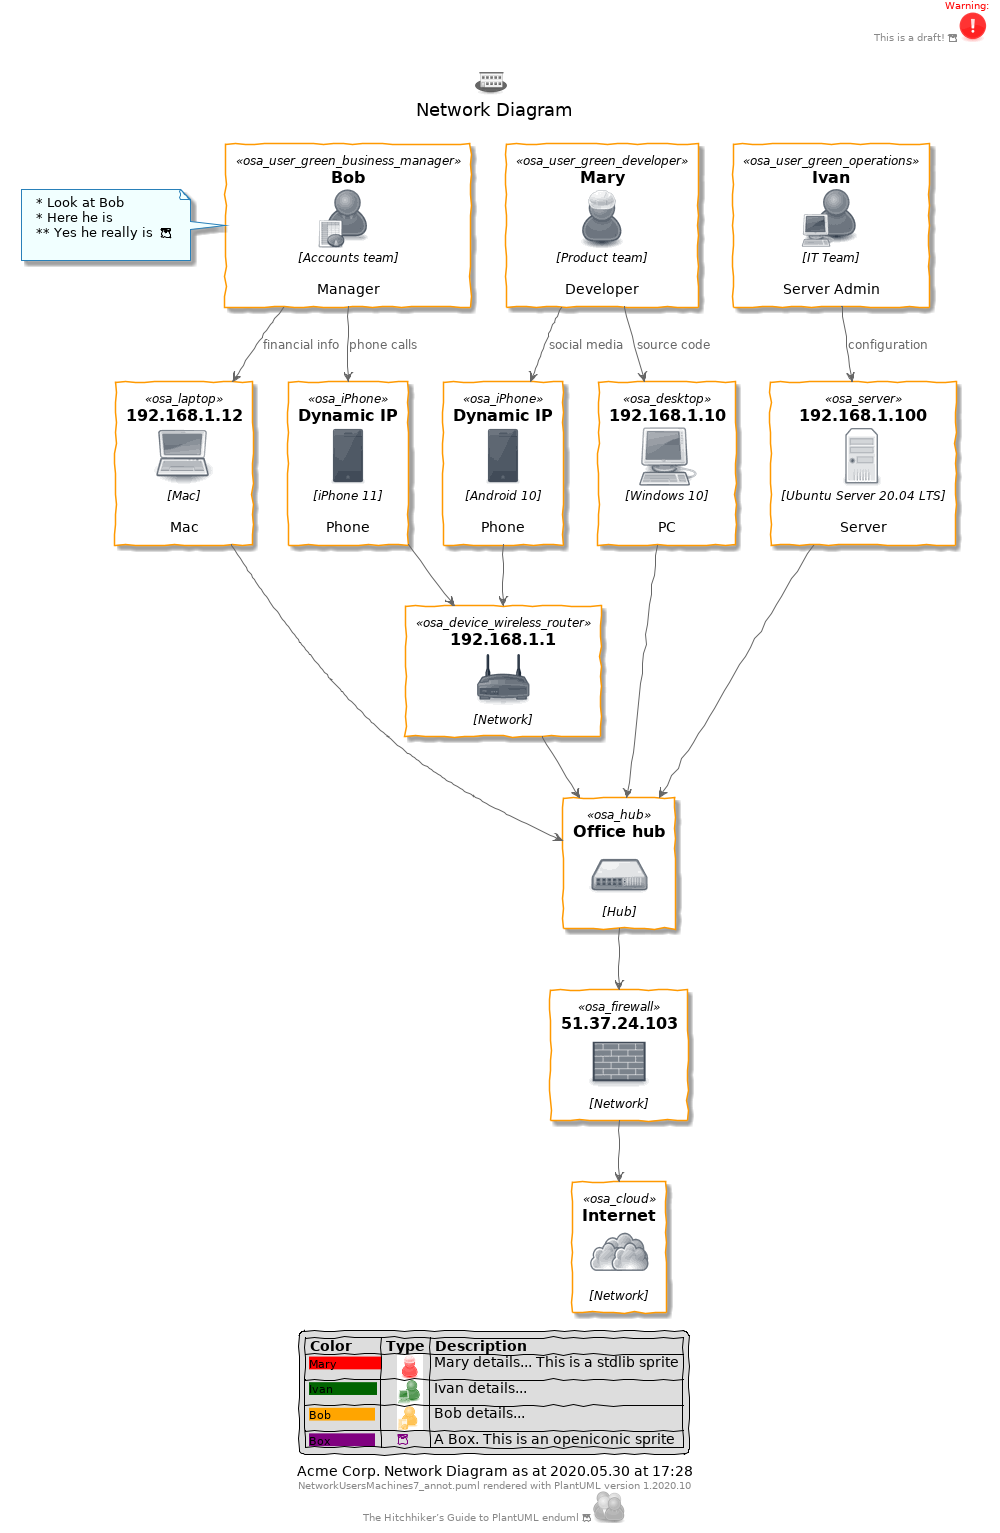 Warning:
This is a draft!
Network Diagram
«osa_user_green_business_manager»
Bob
[Accounts team]
Manager
«osa_user_green_developer»
Mary
[Product team]
Developer
«osa_user_green_operations»
Ivan
[IT Team]
Server Admin
* Look at Bob
* Here he is
** Yes he really is
financial info
phone calls
social media
source code
configuration
«osa_laptop»
192.168.1.12
[Mac]
Mac
«osa_iPhone»
Dynamic IP
[iPhone 11]
Phone
«osa_iPhone»
Dynamic IP
[Android 10]
Phone
«osa_desktop»
192.168.1.10
[Windows 10]
PC
«osa_server»
192.168.1.100
[Ubuntu Server 20.04 LTS]
Server
«osa_device_wireless_router»
192.168.1.1
[Network]
«osa_hub»
Office hub
[Hub]
«osa_firewall»
51.37.24.103
[Network]
«osa_cloud»
Internet
[Network]
Color Type Description
Mary Mary details... This is a stdlib sprite
Ivan Ivan details...
Bob Bob details...
Box A Box. This is an openiconic sprite
Acme Corp. Network Diagram as at 2020.05.30 at 17:28
NetworkUsersMachines7_annot.puml rendered with PlantUML version 1.2020.10
The Hitchhiker's Guide to PlantUML enduml